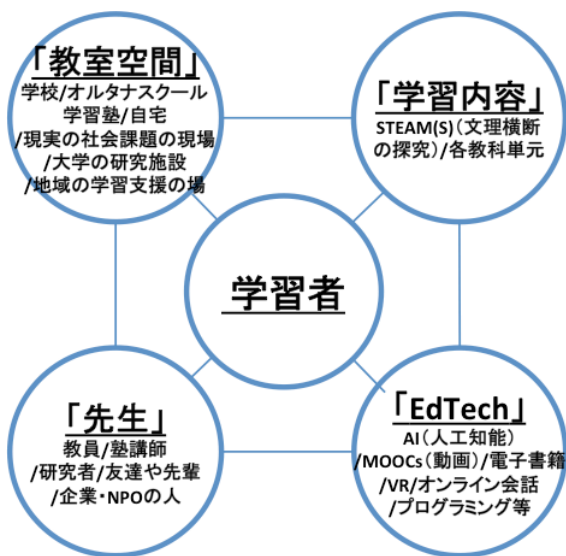 「教室空間」
学校/オルタナスクール
学習塾/自宅
/現実の社会課題の現場
/大学の研究施設
/地域の学習支援の場
「学習内容」
STEAM(S)(文理横断
の探究)/各教科単元
学習者
「先生」
教員/塾講師
/研究者/友達や先輩
/企業・NPOの人
「EdTech」
AI(人工知能)
/MOOCs(動画)/電子書籍
/VR/オンライン会話
/プログラミング等